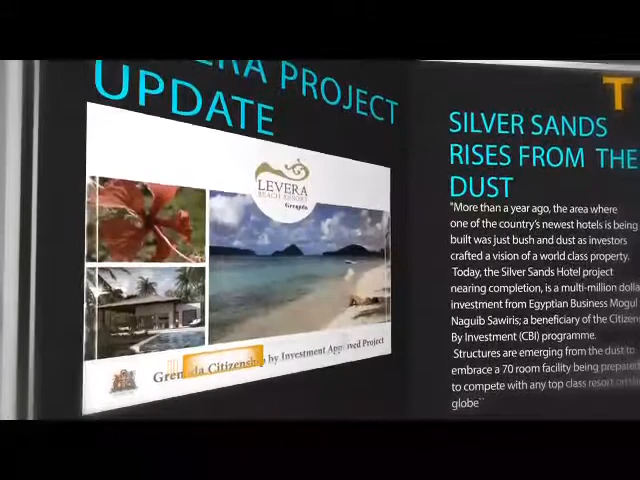 ERA PROJECT
UPDATE
LEVERA
BEACH RESORT
Grenada
Grenada Citizenship by Investment Approved Project
T
SILVER SANDS
RISES FROM THE
DUST
"More than a year ago, the area where
one of the country's newest hotels is being
built was just bush and dust as investors
crafted a vision of a world class property.
Today, the Silver Sands Hotel project
nearing completion, is a multi-million dolla
investment from Egyptian Business Mogul
Naguib Sawiris; a beneficiary of the Citizen
By Investment (CBI) programme.
Structures are emerging from the dust to
embrace a 70 room facility being prepared
to compete with any top class resort
globe``